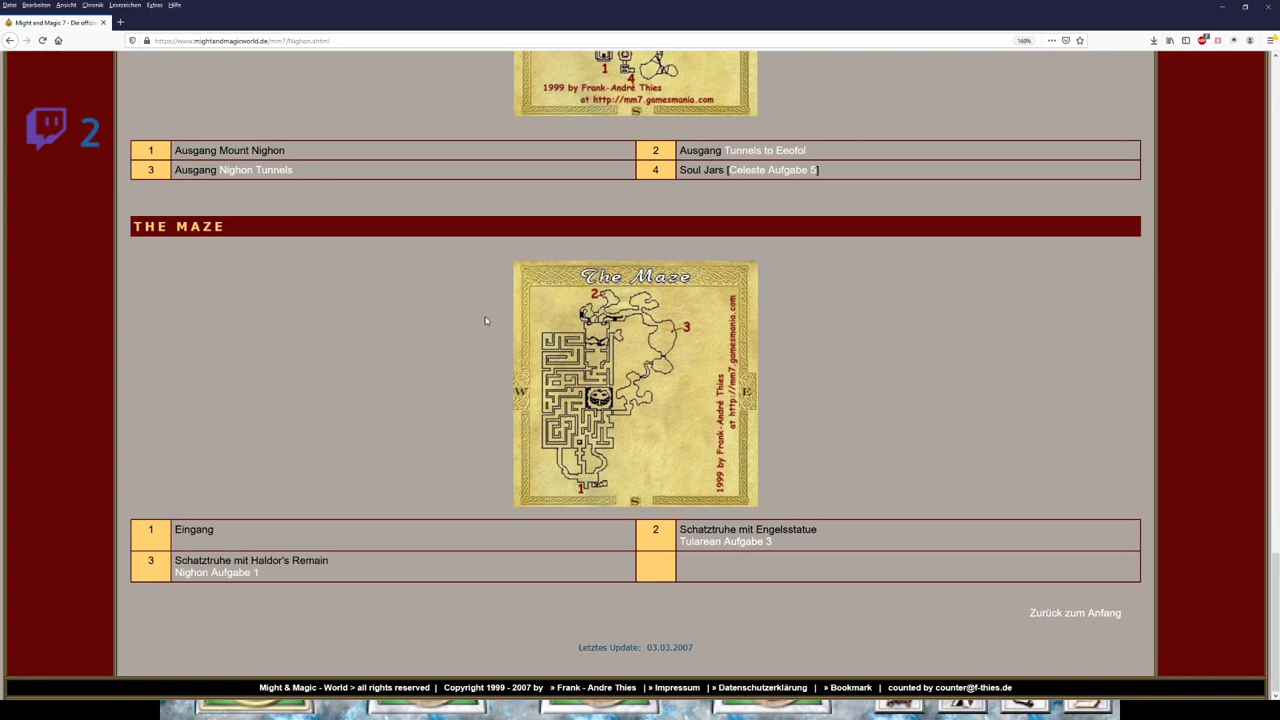 Datei Bearbeiten Ansicht Chronik Lesezeichen Extras Hilfe
Might and Magic 7 - Die offizie
https://www.mightandmagicworld.de/mm7/Nighon.shtml 160%
2
1
4
1999 by Frank-André Thies
at http://mm7.gamesmania.com
S
1 Ausgang Mount Nighon 2 Ausgang Tunnels to Eeofol
3 Ausgang Nighon Tunnels 4 Soul Jars [Celeste Aufgabe 5]
THE MAZE
The Maze
2
3
W E
1999 by Frank-André Thies
at http://mm7.gamesmania.com
1
S
1 Eingang 2 Schatztruhe mit Engelsstatue
Tularean Aufgabe 3
3 Schatztruhe mit Haldor's Remain
Nighon Aufgabe 1
Zurück zum Anfang
Letztes Update: 03.03.2007
Might & Magic - World > all rights reserved | Copyright 1999 - 2007 by » Frank - Andre Thies | » Impressum | » Datenschutzerklärung | » Bookmark | counted by counter@f-thies.de